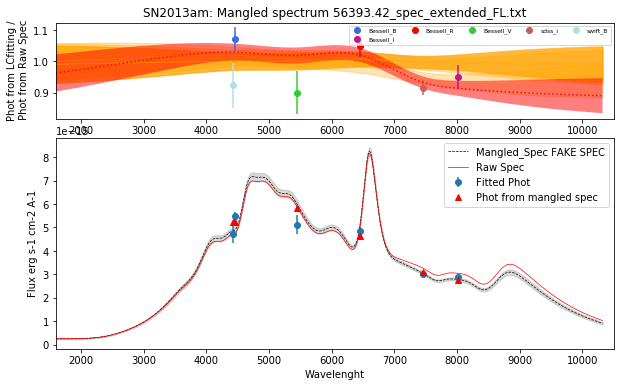 SN2013am: Mangled spectrum 56393.42_spec_extended_FL.txt
Phot from LCfitting /
Phot from Raw Spec
1.1
1.0
0.9
Bessell_B
Bessell_R
Bessell_V
sdss_i
swift_B
Bessell_I
2000 3000 4000 5000 6000 7000 8000 9000 10000
Flux erg s-1 cm-2 A-1
8
7
6
5
4
3
2
1
0
Mangled_Spec FAKE SPEC
Raw Spec
Fitted Phot
Phot from mangled spec
2000 3000 4000 5000 6000 7000 8000 9000 10000
Wavelenght